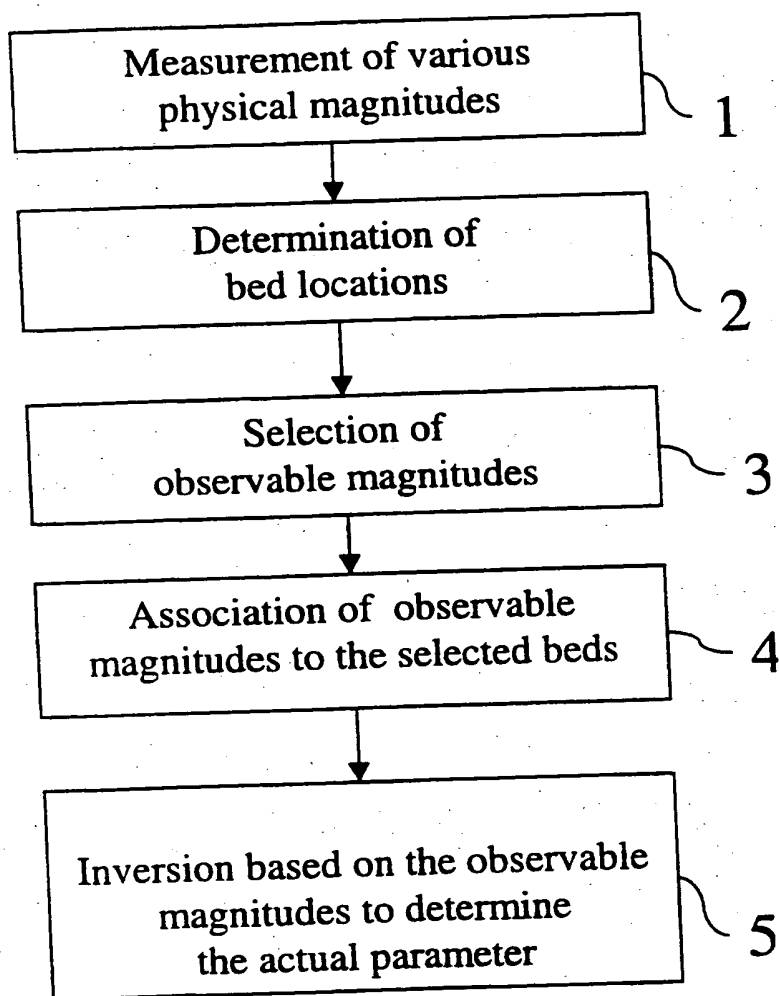 Measurement of various
physical magnitudes
1
Determination of
bed locations
2
Selection of
observable magnitudes
3
Association of observable
magnitudes to the selected beds
4
Inversion based on the observable
magnitudes to determine
the actual parameter
5